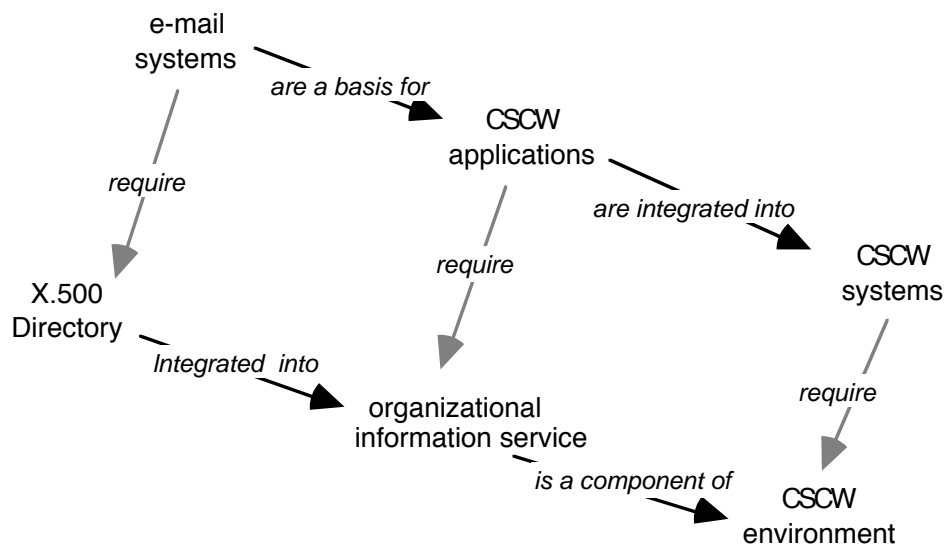 e-mail
systems
are a basis for
CSCW
applications
require
are integrated into
require
CSCW
systems
X.500
Directory
Integrated into
require
organizational
information service
is a component of
CSCW
environment